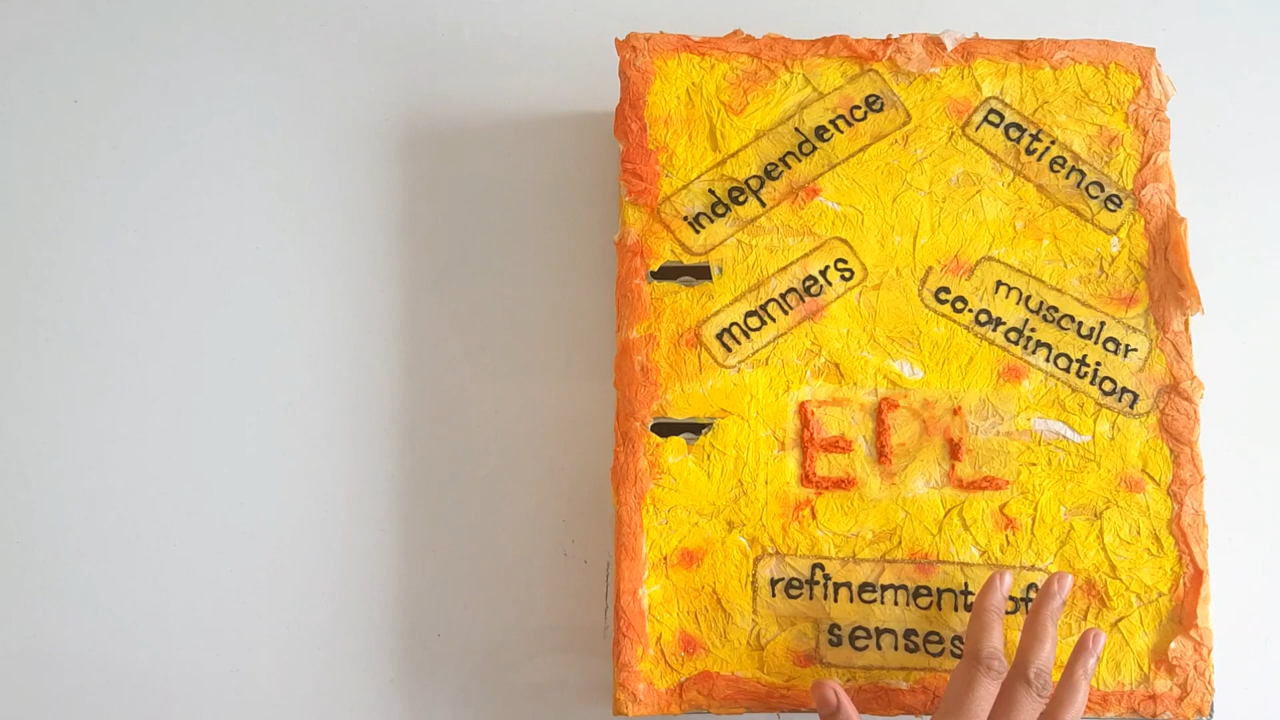 independence
patience
manners
muscular
co-ordination
EPL
refinement of
senses